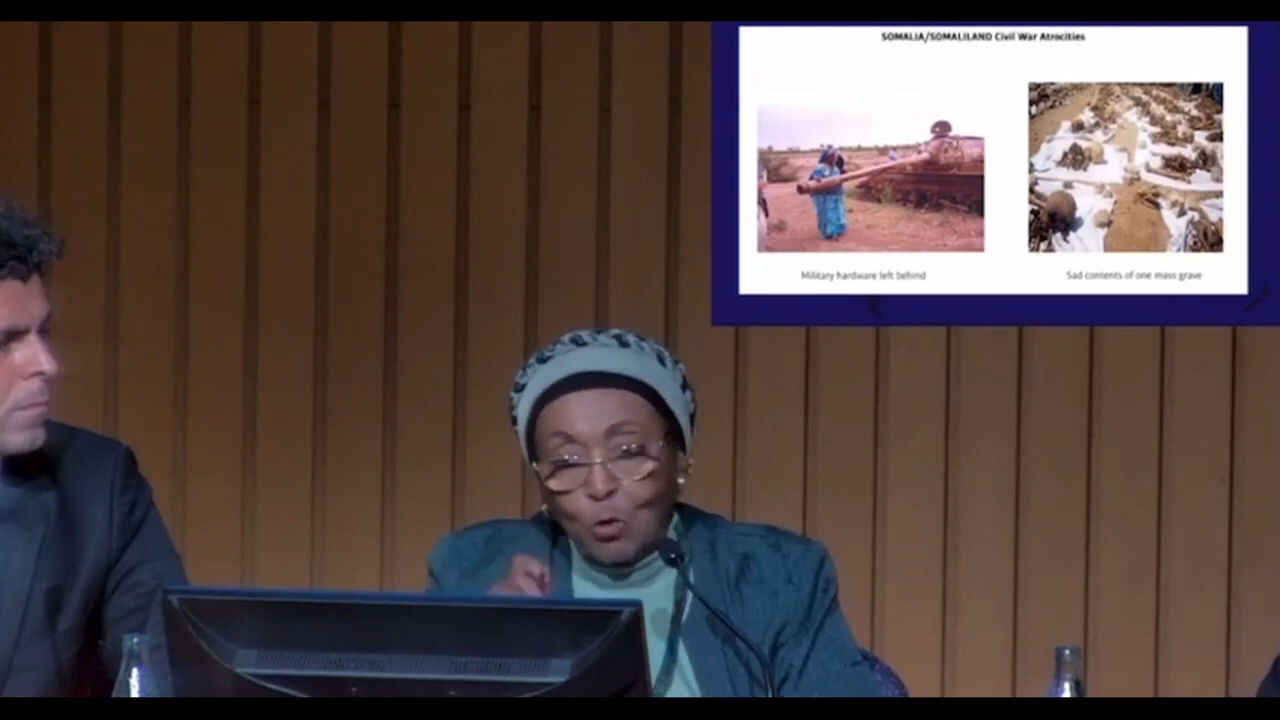 SOMALIA/SOMALILAND Civil War Atrocities
Military hardware left behind
Sad contents of one mass grave